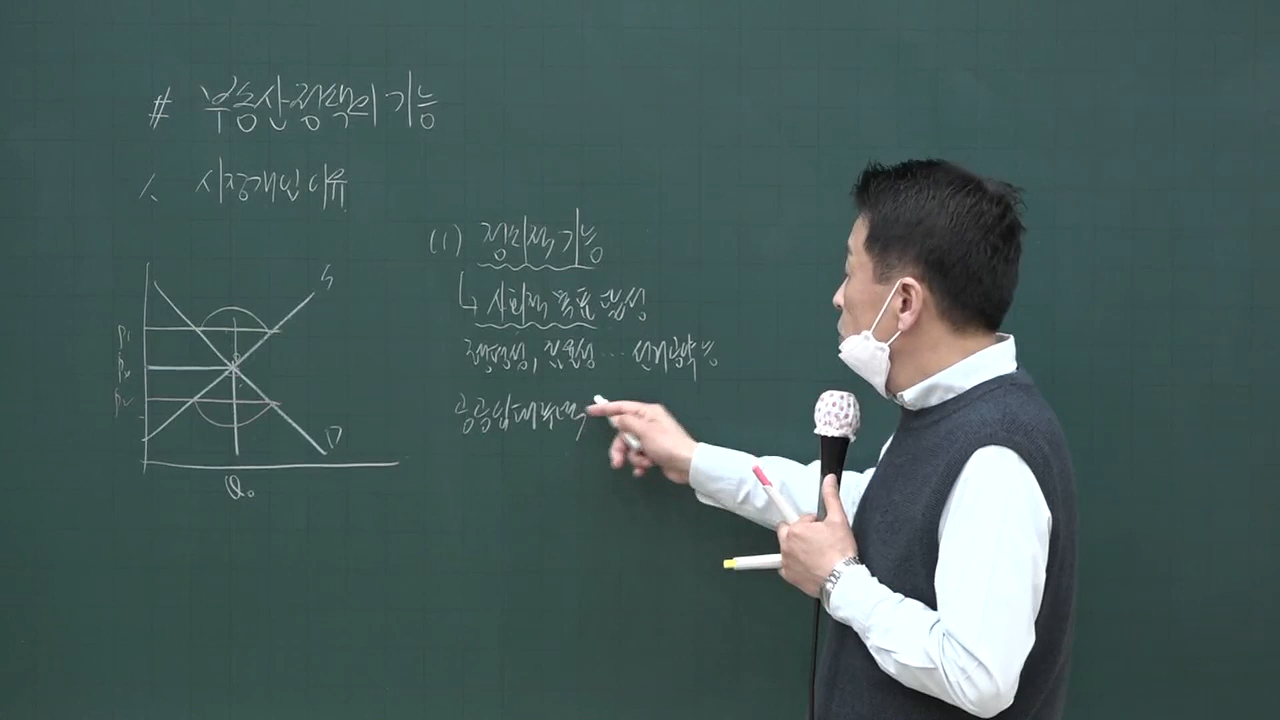 # 부동산정책의 기능
1. 시장개입이유
(1) 정치적 기능
↳ 사회적 목표 달성
형평성, 효율성 … 선거공약 등
공공임대주택
S
P₁
P₀
P₂
D
Q₀